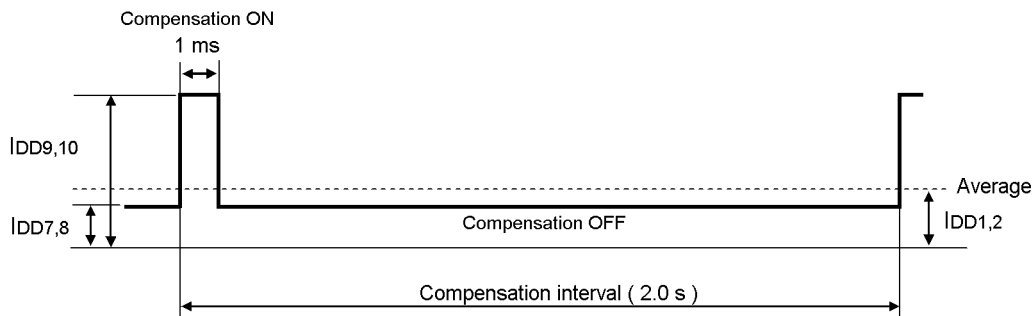 Compensation ON
1 ms
IDD9,10
Average
IDD7,8
Compensation OFF
IDD1,2
Compensation interval ( 2.0 s )